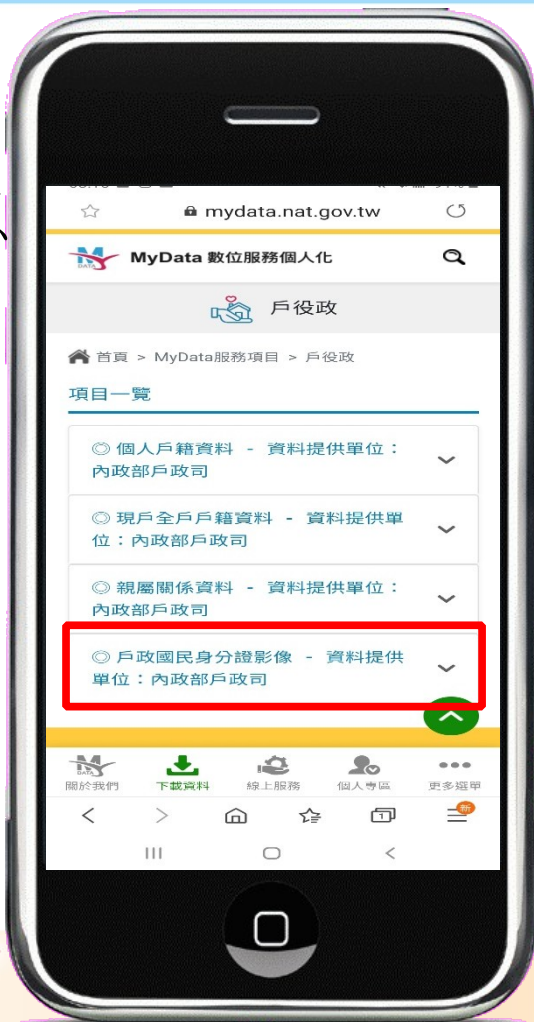 mydata.nat.gov.tw
MyData 數位服務個人化
戶役政
首頁 > MyData服務項目 > 戶役政
項目一覽
◎ 個人戶籍資料 - 資料提供單位：
內政部戶政司
◎ 現戶全戶戶籍資料 - 資料提供單
位：內政部戶政司
◎ 親屬關係資料 - 資料提供單位：
內政部戶政司
◎ 戶政國民身分證影像 - 資料提供
單位：內政部戶政司
關於我們 下載資料 線上服務 個人專區 更多選單
1 新